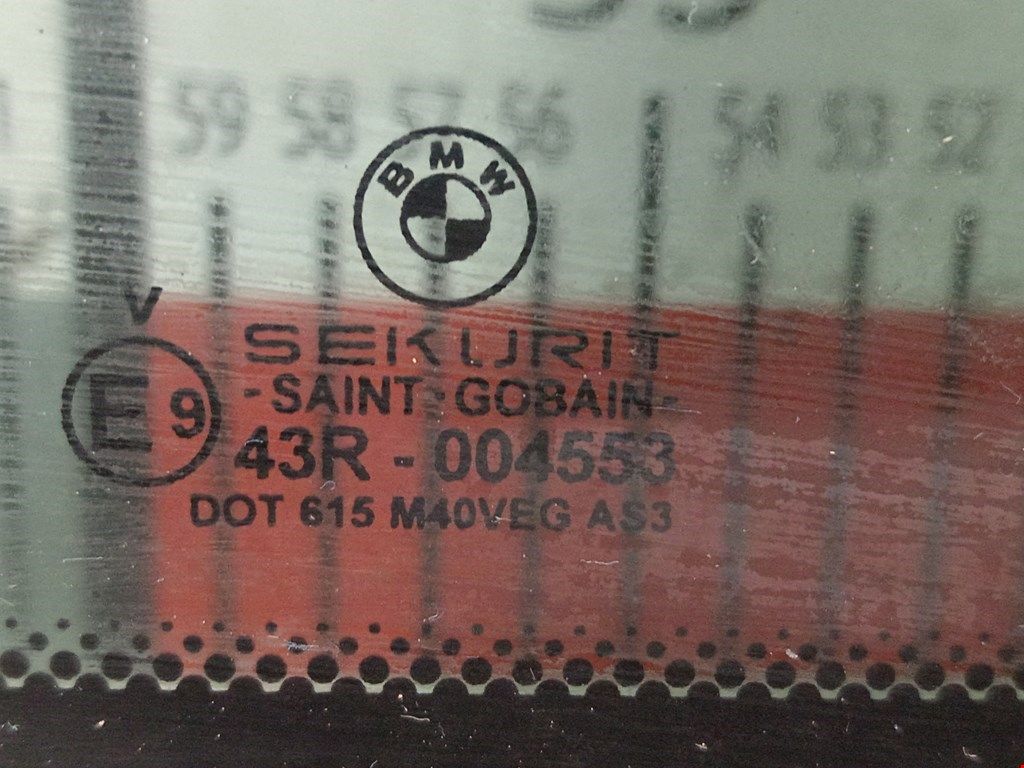 59 58 57 56 54 53 52
BMW
V
SEKURIT
E 9
-SAINT-GOBAIN-
43R - 004553
DOT 615 M40VEG AS3